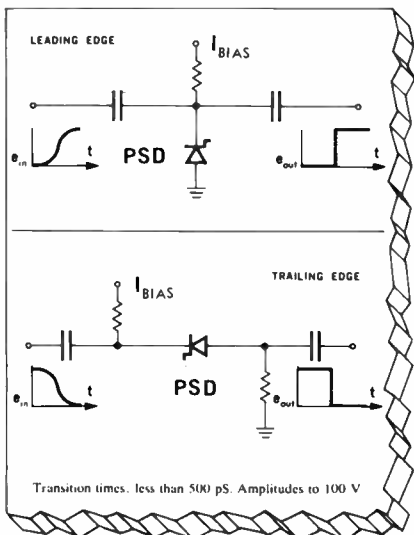 LEADING EDGE
IBIAS
PSD
ein
t
eout
t
TRAILING EDGE
IBIAS
PSD
ein
t
eout
t
Transition times, less than 500 pS. Amplitudes to 100 V